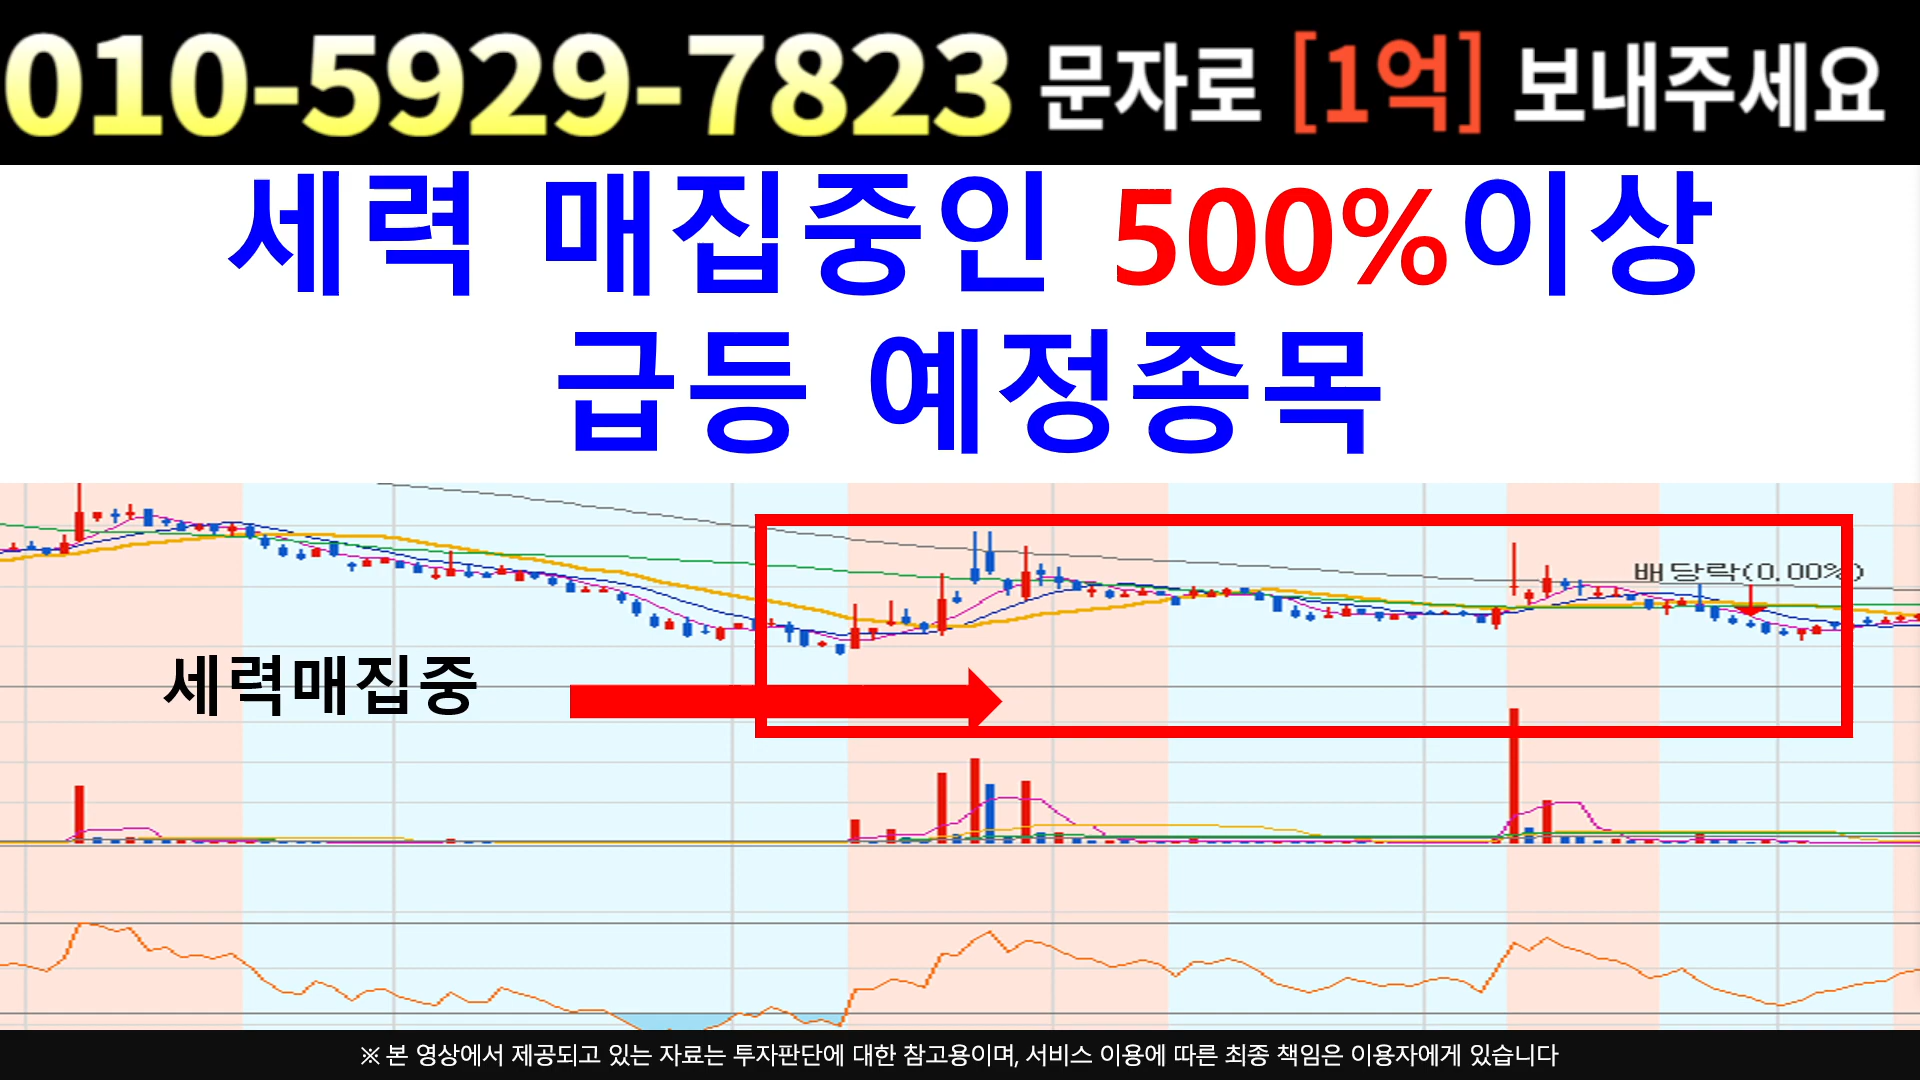 010-5929-7823 문자로 [1억] 보내주세요
세력 매집중인 500%이상
급등 예정종목
배당락(0.00%)
세력매집중
※ 본 영상에서 제공되고 있는 자료는 투자판단에 대한 참고용이며, 서비스 이용에 따른 최종 책임은 이용자에게 있습니다